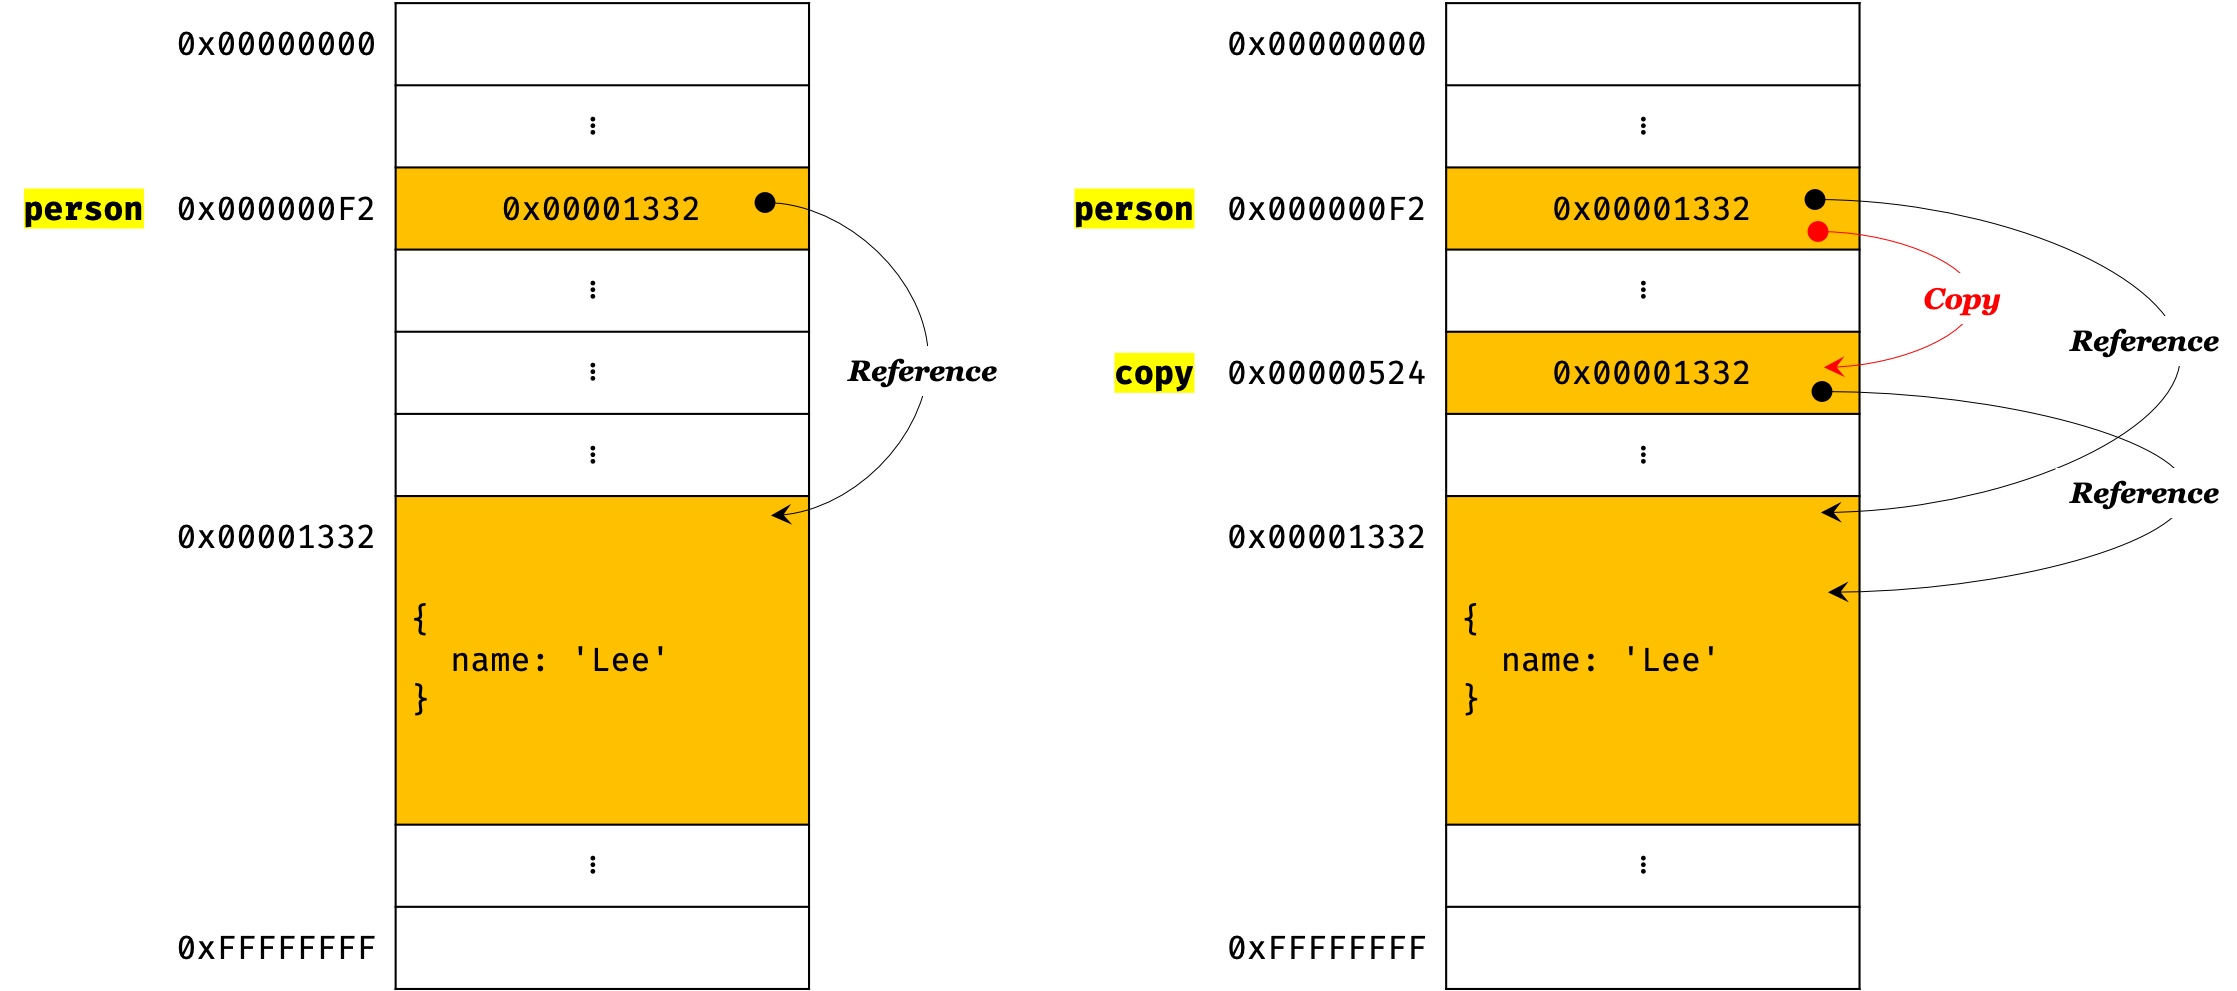 0x00000000
⋮
person 0x000000F2 0x00001332
⋮
⋮
Reference
⋮
0x00001332
{
name: 'Lee'
}
⋮
0xFFFFFFFF
0x00000000
⋮
person 0x000000F2 0x00001332
⋮
Copy
Reference
copy 0x00000524 0x00001332
⋮
Reference
0x00001332
{
name: 'Lee'
}
⋮
0xFFFFFFFF